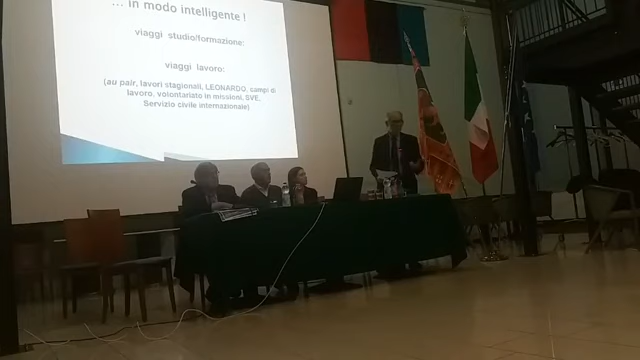 ... in modo intelligente !
viaggi studio/formazione:
viaggi lavoro:
(au pair, lavori stagionali, LEONARDO, campi di
lavoro, volontariato in missioni, SVE,
Servizio civile internazionale)